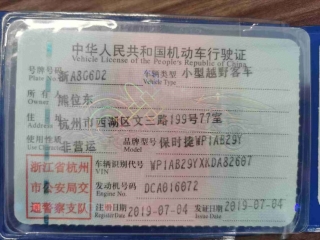 中华人民共和国机动车行驶证
Vehicle License of the People's Republic of China
号牌号码 浙A8G6D2 车辆类型 小型越野客车
Plate No. Vehicle Type
所有人 熊位东
Owner
住址 杭州市西湖区文三路199号77室
Address
使用性质 非营运 品牌型号 保时捷WP1AB29Y
Use Character Model
浙江省杭州市公安局交通警察支队
车辆识别代号 WP1AB29YXKDA82687
VIN
发动机号码 DCA016072
Engine No.
注册日期 2019-07-04 发证日期 2019-07-04
Register Date Issue Date